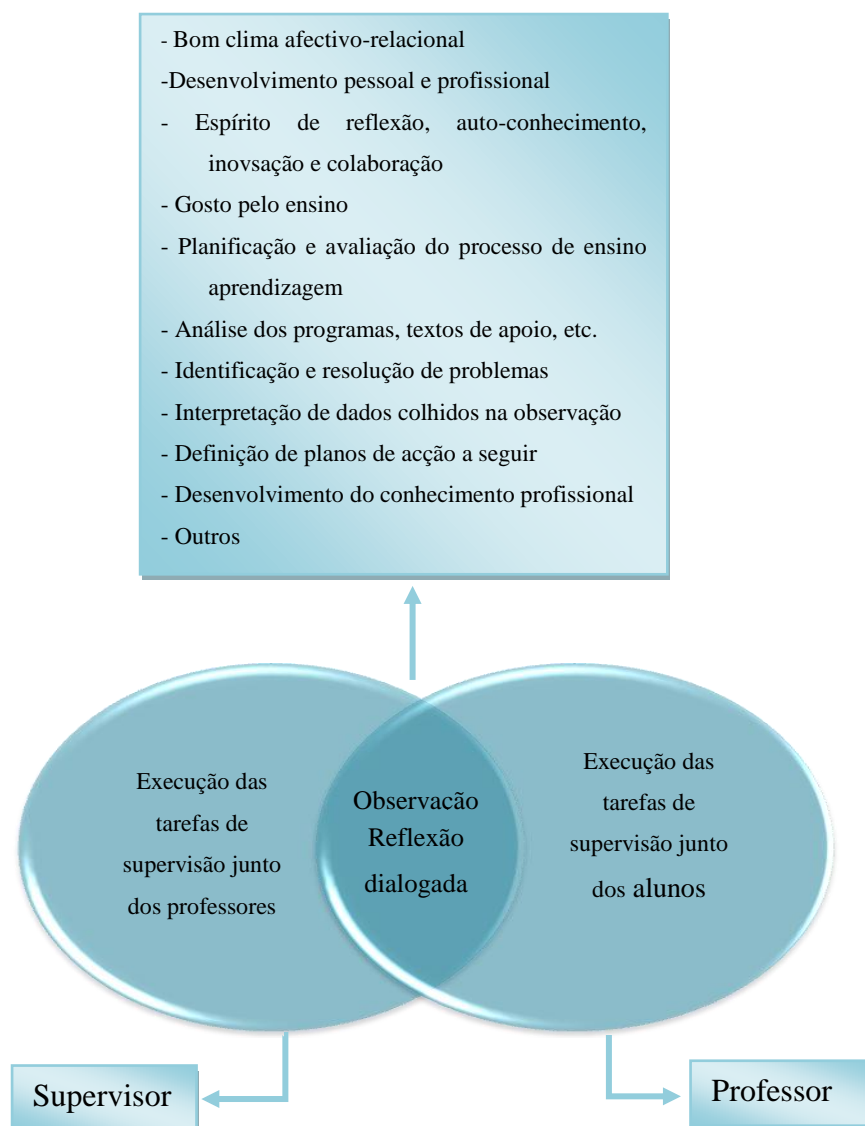 - Bom clima afectivo-relacional
-Desenvolvimento pessoal e profissional
- Espírito de reflexão, auto-conhecimento,
inovsação e colaboração
- Gosto pelo ensino
- Planificação e avaliação do processo de ensino
aprendizagem
- Análise dos programas, textos de apoio, etc.
- Identificação e resolução de problemas
- Interpretação de dados colhidos na observação
- Definição de planos de acção a seguir
- Desenvolvimento do conhecimento profissional
- Outros
Execução das
tarefas de
supervisão junto
dos professores
Observacão
Reflexão
dialogada
Execução das
tarefas de
supervisão junto
dos alunos
Supervisor
Professor